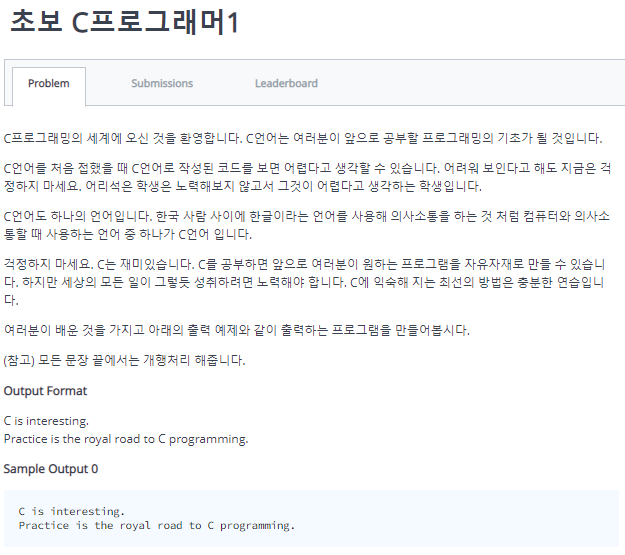 초보 C프로그래머1
Problem
Submissions
Leaderboard
C프로그래밍의 세계에 오신 것을 환영합니다. C언어는 여러분이 앞으로 공부할 프로그래밍의 기초가 될 것입니다.
C언어를 처음 접했을 때 C언어로 작성된 코드를 보면 어렵다고 생각할 수 있습니다. 어려워 보인다고 해도 지금은 걱
정하지 마세요. 어리석은 학생은 노력해보지 않고서 그것이 어렵다고 생각하는 학생입니다.
C언어도 하나의 언어입니다. 한국 사람 사이에 한글이라는 언어를 사용해 의사소통을 하는 것 처럼 컴퓨터와 의사소
통할 때 사용하는 언어 중 하나가 C언어 입니다.
걱정하지 마세요. C는 재미있습니다. C를 공부하면 앞으로 여러분이 원하는 프로그램을 자유자재로 만들 수 있습니
다. 하지만 세상의 모든 일이 그렇듯 성취하려면 노력해야 합니다. C에 익숙해 지는 최선의 방법은 충분한 연습입니
다.
여러분이 배운 것을 가지고 아래의 출력 예제와 같이 출력하는 프로그램을 만들어봅시다.
(참고) 모든 문장 끝에서는 개행처리 해줍니다.
Output Format
C is interesting.
Practice is the royal road to C programming.
Sample Output 0
C is interesting.
Practice is the royal road to C programming.